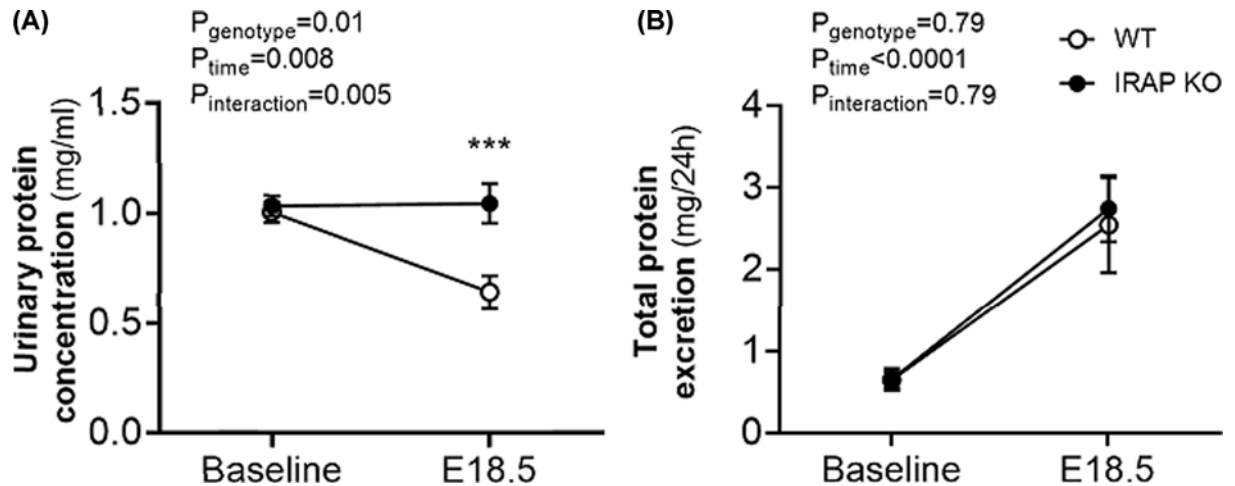 (A)
Pgenotype=0.01
Ptime=0.008
Pinteraction=0.005
Urinary protein
concentration (mg/ml)
1.5
1.0
0.5
0.0
***
Baseline
E18.5
(B)
Pgenotype=0.79
Ptime<0.0001
Pinteraction=0.79
WT
IRAP KO
Total protein
excretion (mg/24h)
4
3
2
1
0
Baseline
E18.5